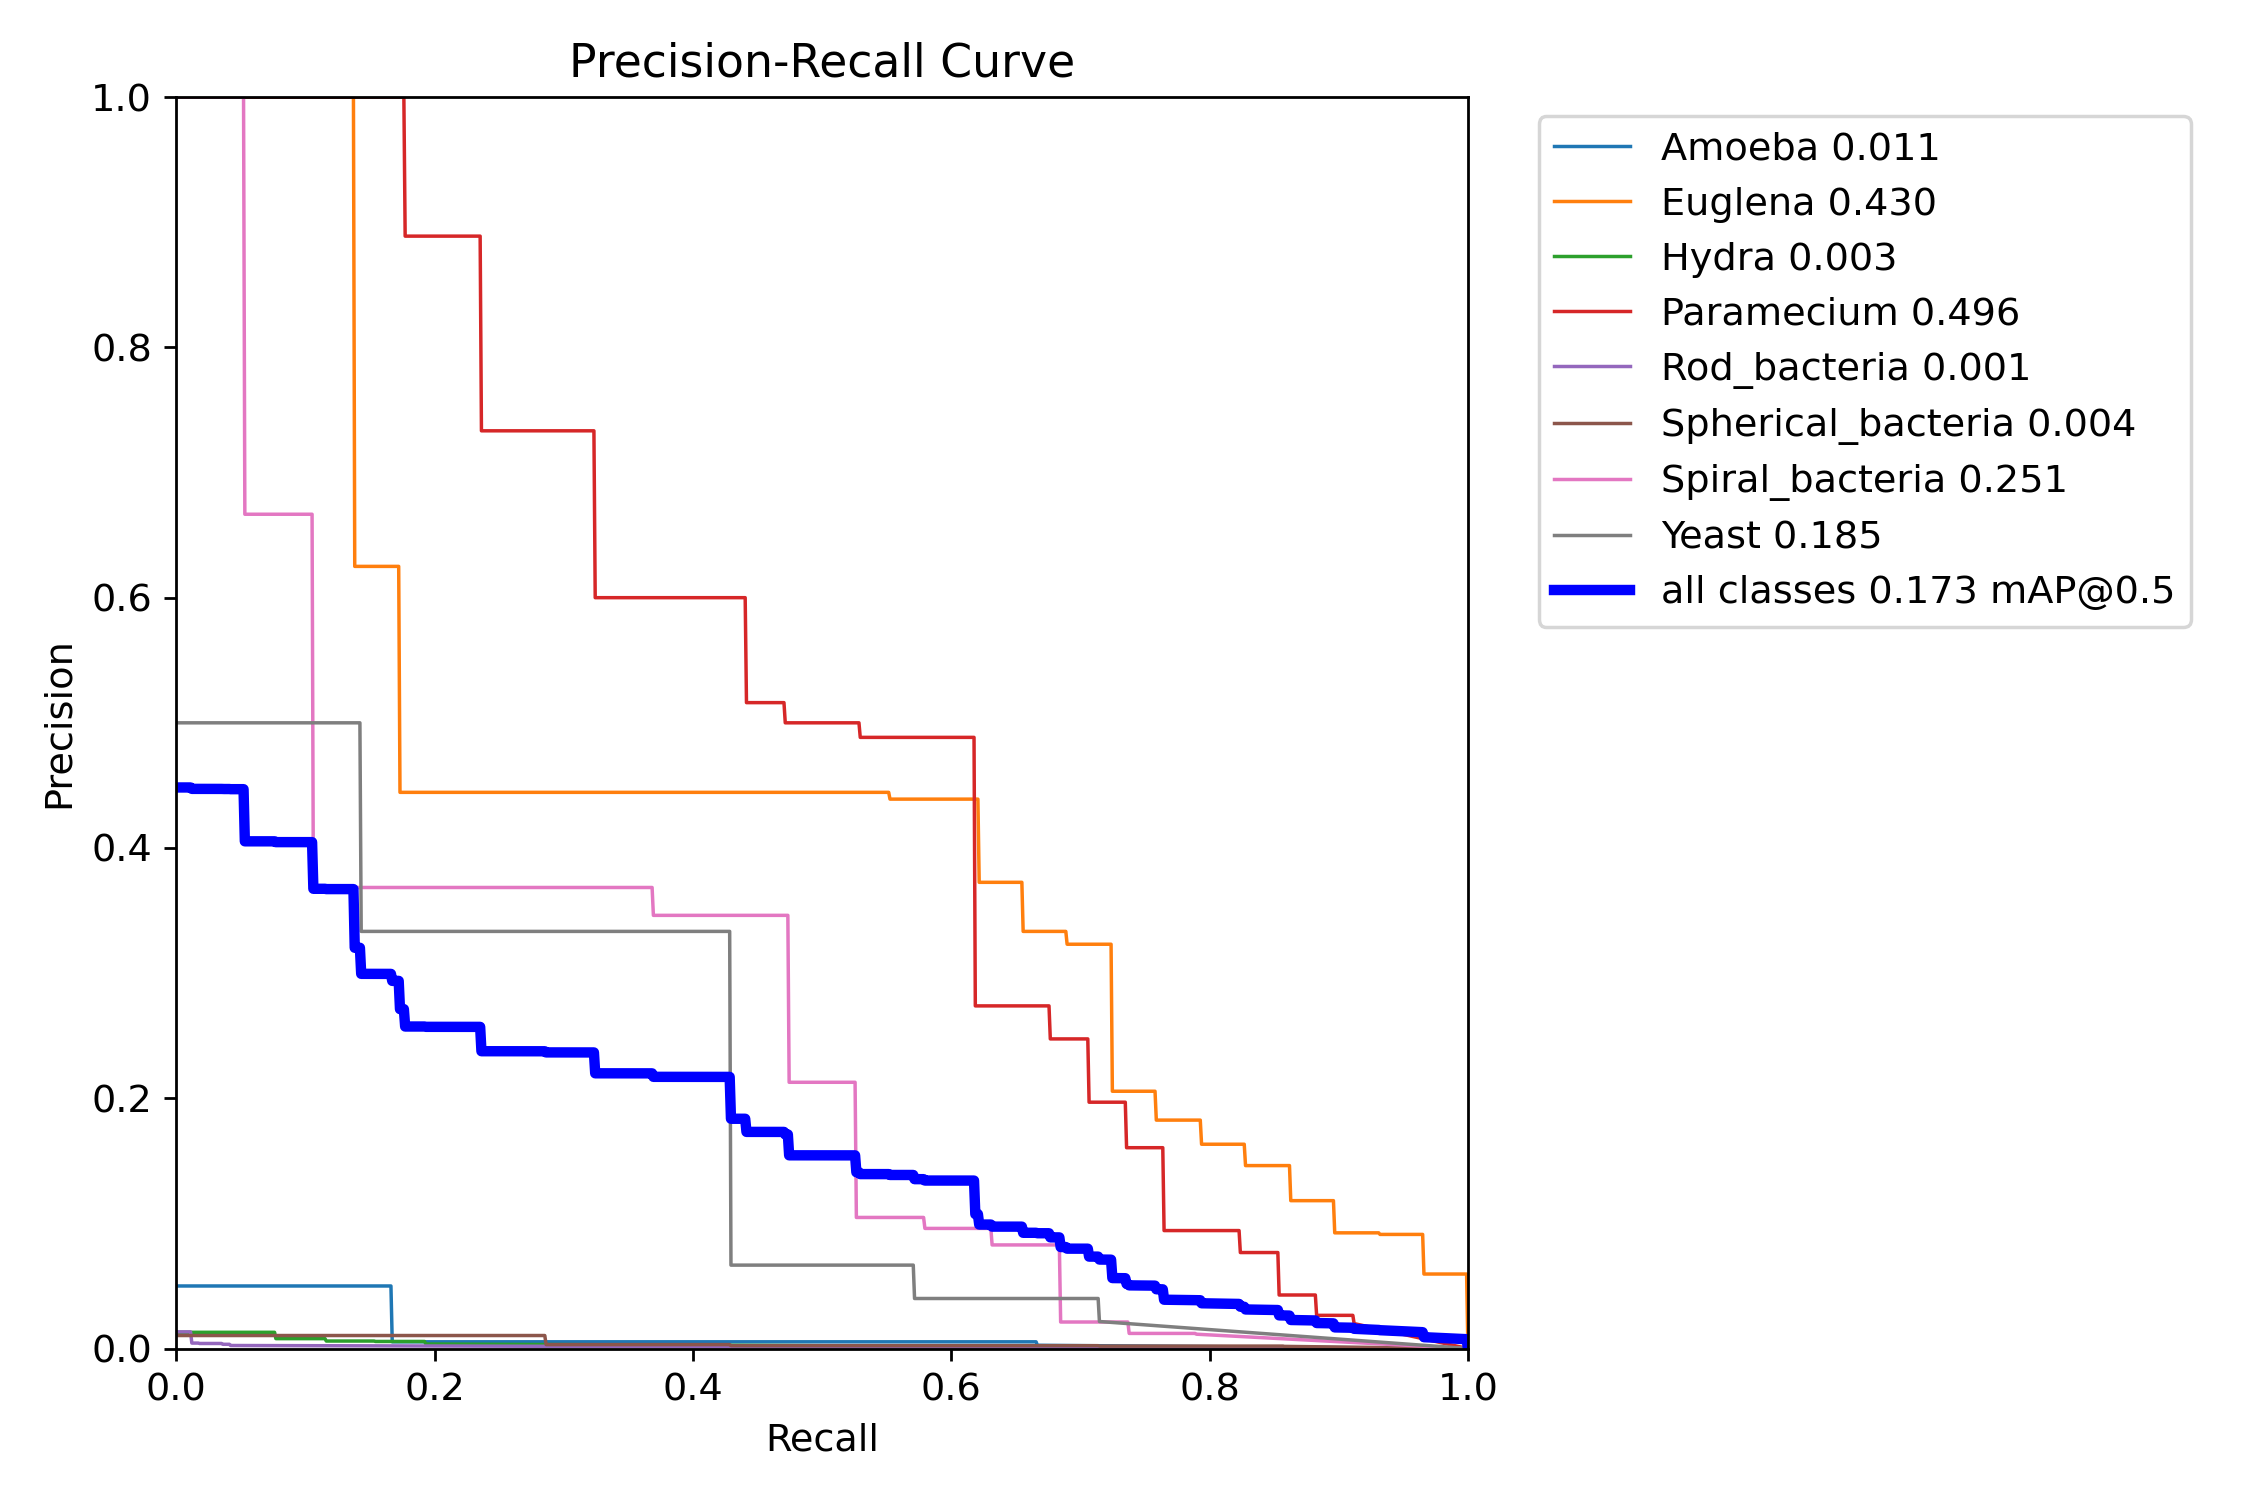 Precision-Recall Curve
1.0
0.8
0.6
0.4
0.2
0.0
Precision
0.0 0.2 0.4 0.6 0.8 1.0
Recall
Amoeba 0.011
Euglena 0.430
Hydra 0.003
Paramecium 0.496
Rod_bacteria 0.001
Spherical_bacteria 0.004
Spiral_bacteria 0.251
Yeast 0.185
all classes 0.173 mAP@0.5